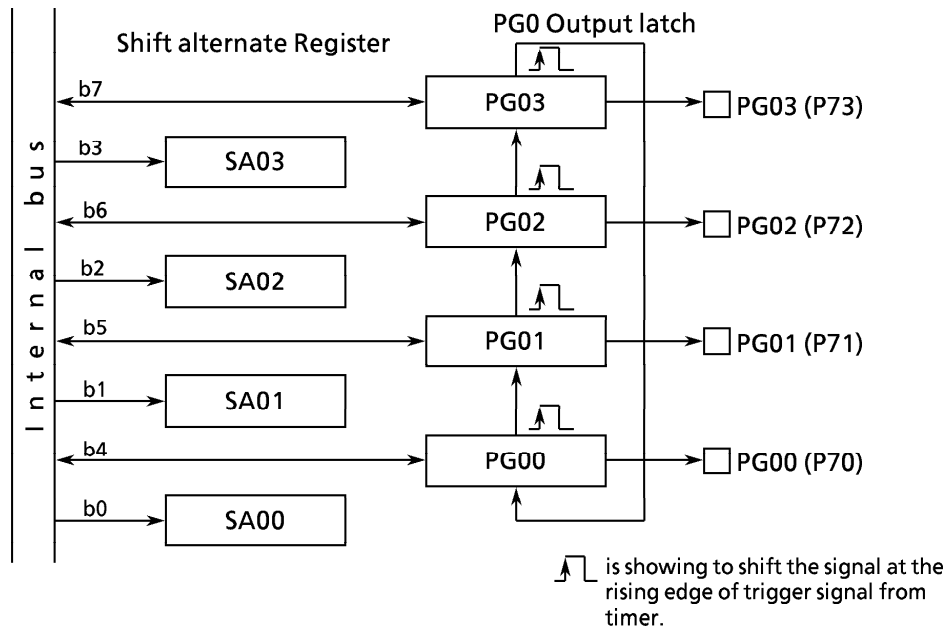 Shift alternate Register
PG0 Output latch
Internal bus
b7
PG03
PG03 (P73)
b3
SA03
b6
PG02
PG02 (P72)
b2
SA02
b5
PG01
PG01 (P71)
b1
SA01
b4
PG00
PG00 (P70)
b0
SA00
is showing to shift the signal at the
rising edge of trigger signal from
timer.